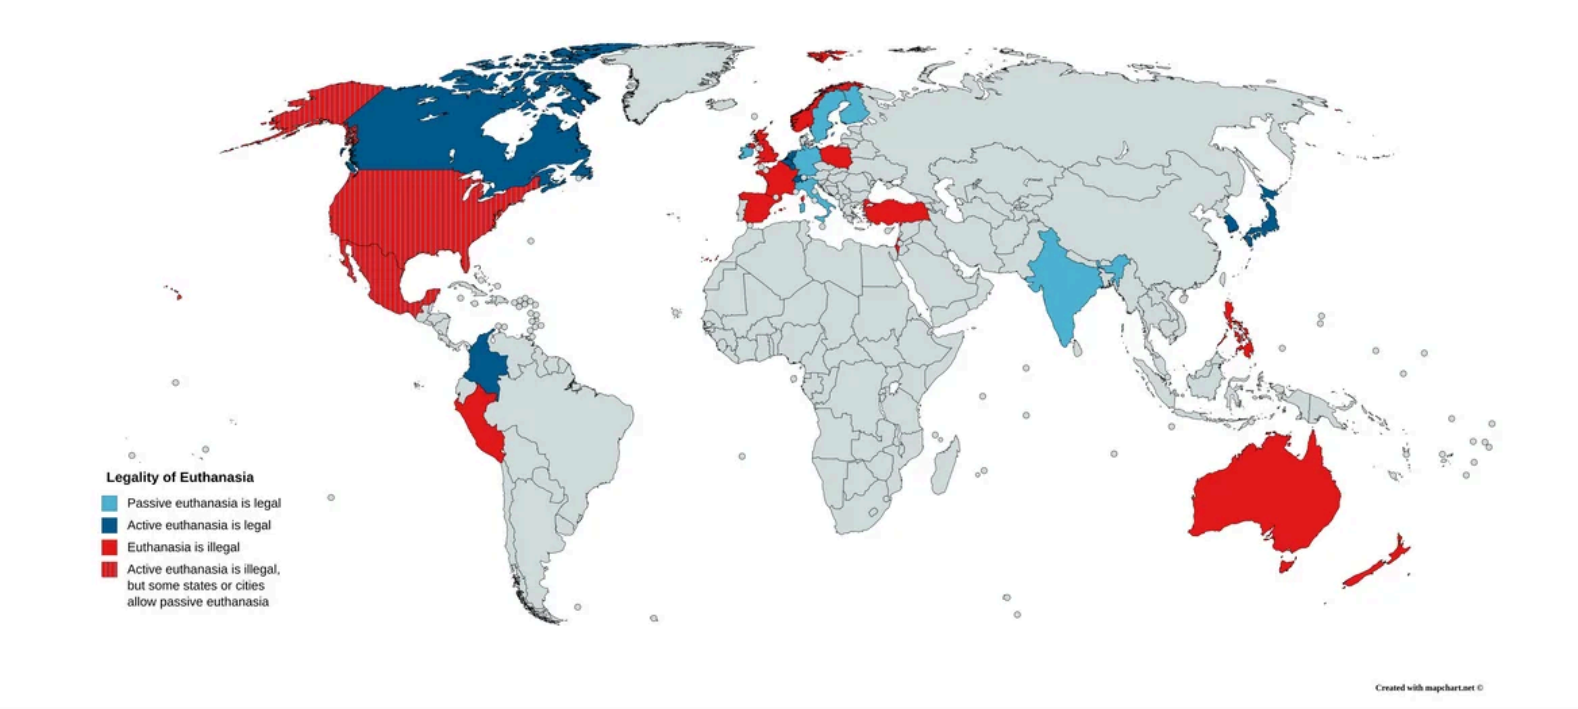 Legality of Euthanasia
Passive euthanasia is legal
Active euthanasia is legal
Euthanasia is illegal
Active euthanasia is illegal,
but some states or cities
allow passive euthanasia
Created with mapchart.net ©